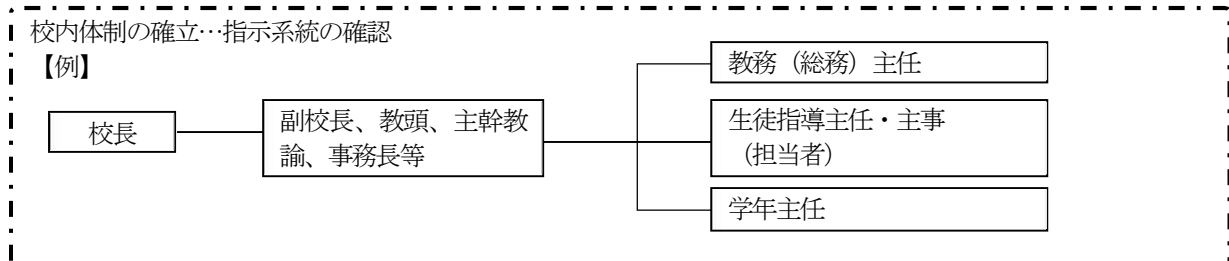 校内体制の確立…指示系統の確認
【例】
校長
副校長、教頭、主幹教
諭、事務長等
教務（総務）主任
生徒指導主任・主事
（担当者）
学年主任